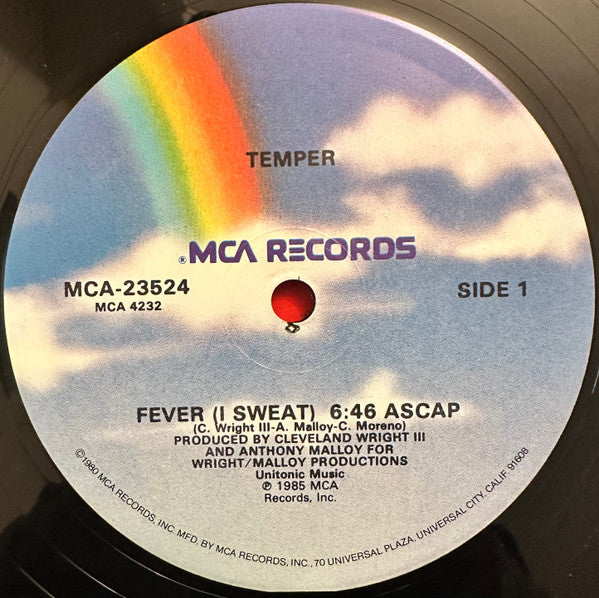 TEMPER
®MCA RECORDS
MCA-23524
MCA 4232
SIDE 1
FEVER (I SWEAT) 6:46 ASCAP
(C. Wright III-A. Malloy-C. Moreno)
PRODUCED BY CLEVELAND WRIGHT III
AND ANTHONY MALLOY FOR
WRIGHT/MALLOY PRODUCTIONS
Unitonic Music
℗ 1985 MCA
Records, Inc.
©1980 MCA RECORDS, INC. MFD. BY MCA RECORDS, INC., 70 UNIVERSAL PLAZA, UNIVERSAL CITY, CALIF. 91608